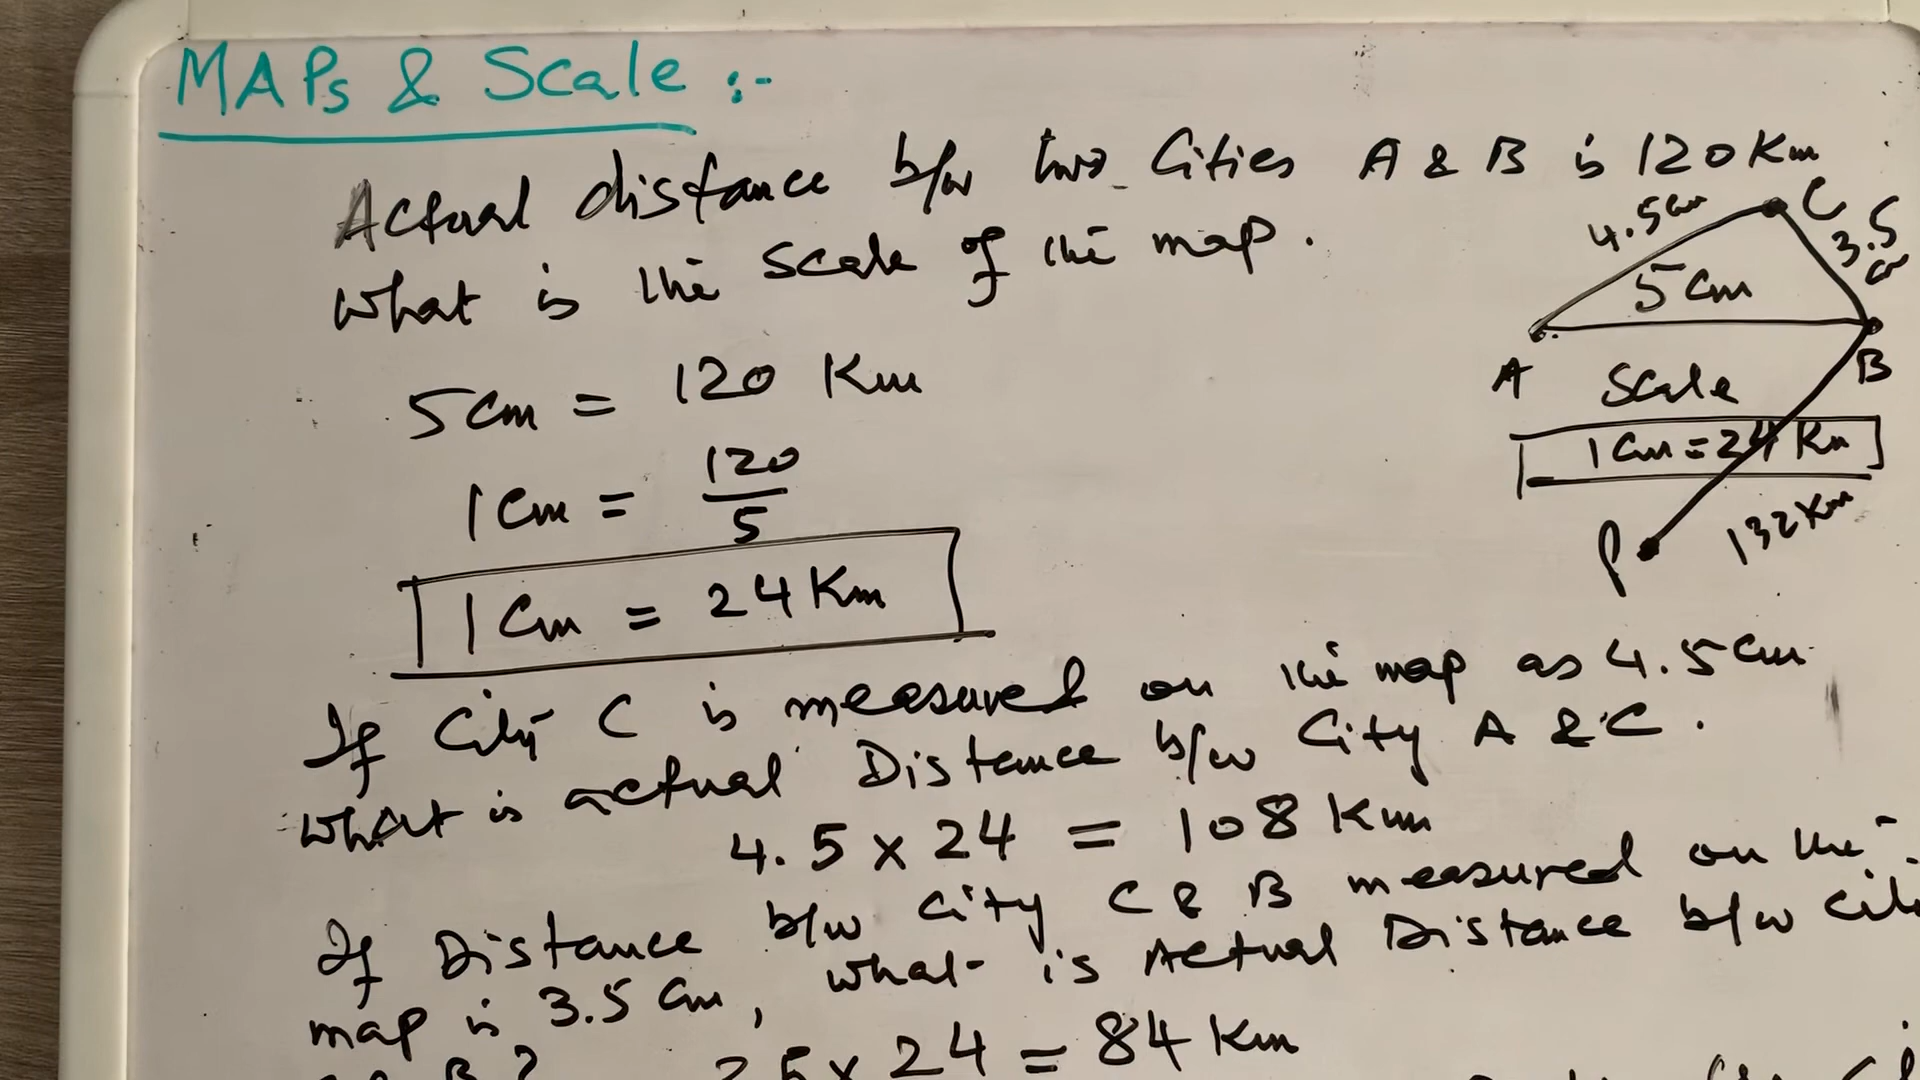 MAPs & Scale :-
Actual distance b/w two Cities A & B is 120 Km
what is the scale of the map.
4.5 cm
C
3.5 cm
5 cm
A
B
Scale
1 cm = 24 Km
P
132 Km
5 cm = 120 Km
1 cm = 120/5
1 cm = 24 Km
If City C is measured on the map as 4.5 cm
what is actual Distance b/w City A & C.
4.5 x 24 = 108 Km
If Distance b/w City C & B measured on the
map is 3.5 cm, what is Actual Distance b/w
B ? 3.5 x 24 = 84 Km